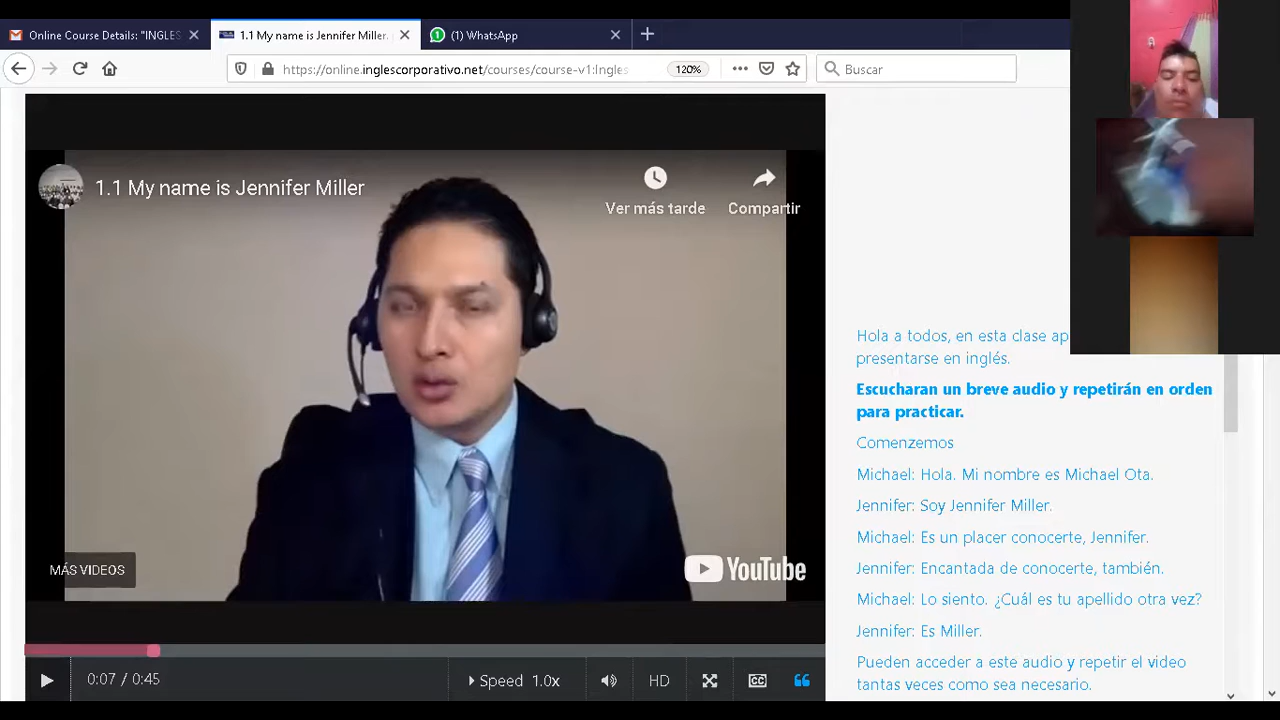 Online Course Details: "INGLES
1.1 My name is Jennifer Miller.
(1) WhatsApp
https://online.inglescorporativo.net/courses/course-v1:Ingles
120%
Buscar
1.1 My name is Jennifer Miller
Ver más tarde
Compartir
MÁS VIDEOS
YouTube
0:07 / 0:45
Speed 1.0x
HD
CC
Hola a todos, en esta clase
presentarse en inglés.
Escucharan un breve audio y repetirán en orden
para practicar.
Comenzemos
Michael: Hola. Mi nombre es Michael Ota.
Jennifer: Soy Jennifer Miller.
Michael: Es un placer conocerte, Jennifer.
Jennifer: Encantada de conocerte, también.
Michael: Lo siento. ¿Cuál es tu apellido otra vez?
Jennifer: Es Miller.
Pueden acceder a este audio y repetir el video
tantas veces como sea necesario.